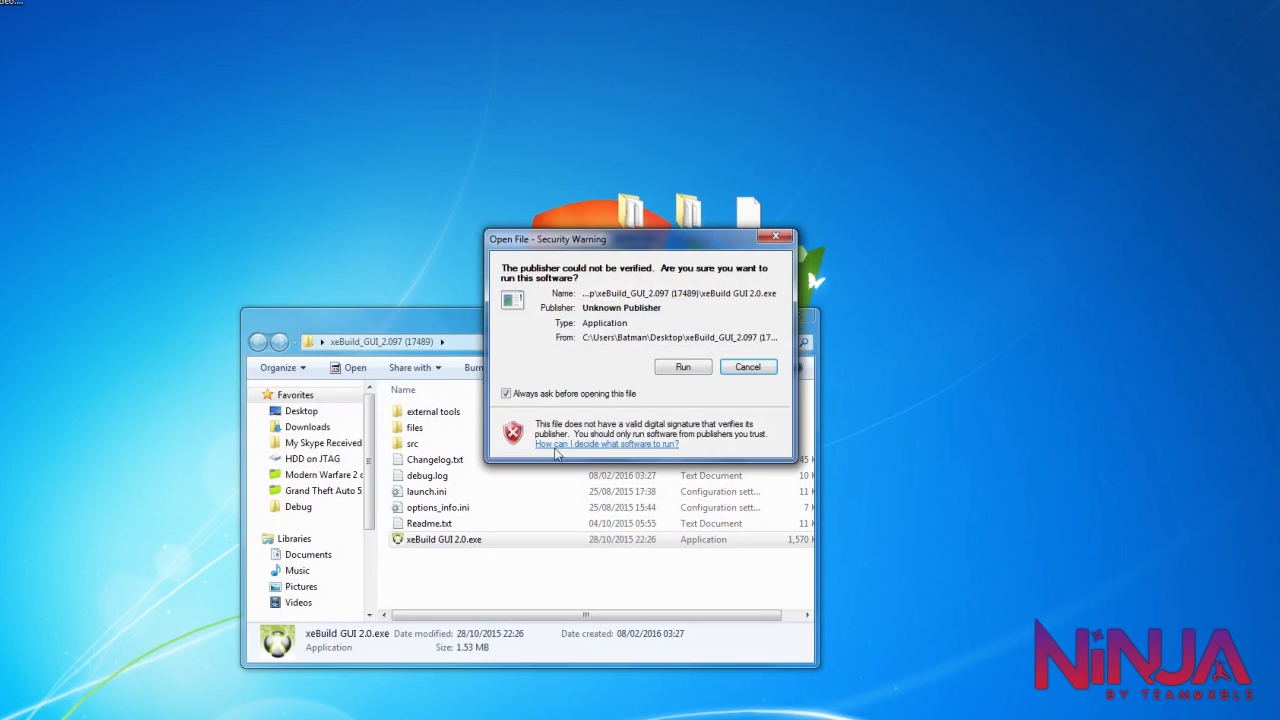 deo....
Open File - Security Warning
The publisher could not be verified.  Are you sure you want to
run this software?
Name: ...p\xeBuild_GUI_2.097 (17489)\xeBuild GUI 2.0.exe
Publisher: Unknown Publisher
Type: Application
From: C:\Users\Batman\Desktop\xeBuild_GUI_2.097 (17...
Run
Cancel
Always ask before opening this file
This file does not have a valid digital signature that verifies its
publisher.  You should only run software from publishers you trust.
How can I decide what software to run?
xeBuild_GUI_2.097 (17489)
Organize
Open
Share with
Burn
Favorites
Desktop
Downloads
My Skype Received
HDD on JTAG
Modern Warfare 2 c
Grand Theft Auto 5
Debug
Libraries
Documents
Music
Pictures
Videos
Name
external tools
files
src
Changelog.txt 45 K
debug.log 08/02/2016 03:27 Text Document 10 K
launch.ini 25/08/2015 17:38 Configuration sett... 11 K
options_info.ini 25/08/2015 15:44 Configuration sett... 7 K
Readme.txt 04/10/2015 05:55 Text Document 11 K
xeBuild GUI 2.0.exe 28/10/2015 22:26 Application 1,570 K
xeBuild GUI 2.0.exe Date modified: 28/10/2015 22:26 Date created: 08/02/2016 03:27
Application Size: 1.53 MB
NiNJA
BY TEAMXBLS